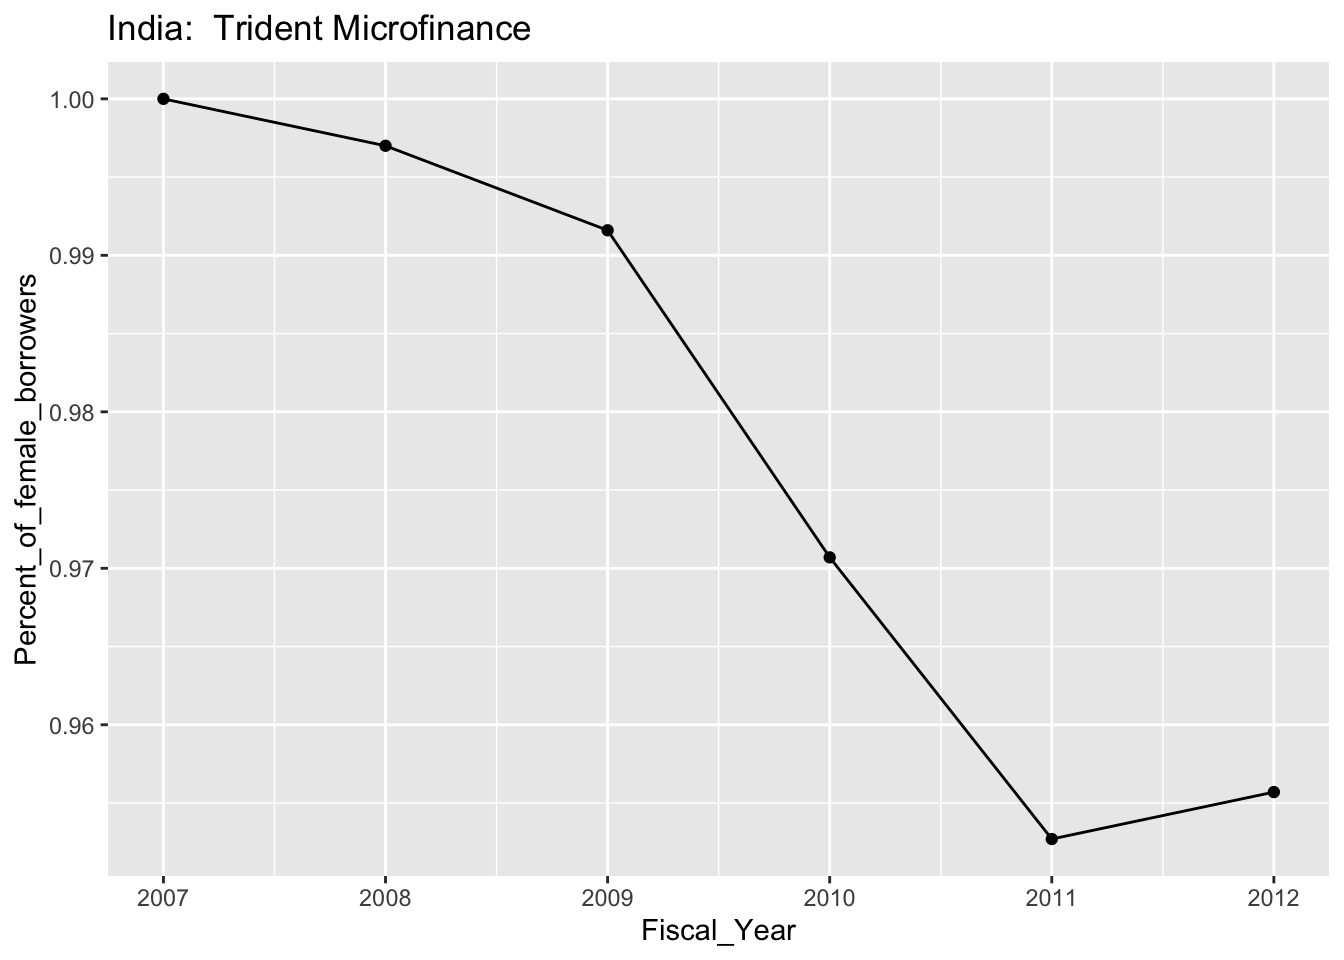 India:  Trident Microfinance
Percent_of_female_borrowers
1.00
0.99
0.98
0.97
0.96
2007 2008 2009 2010 2011 2012
Fiscal_Year